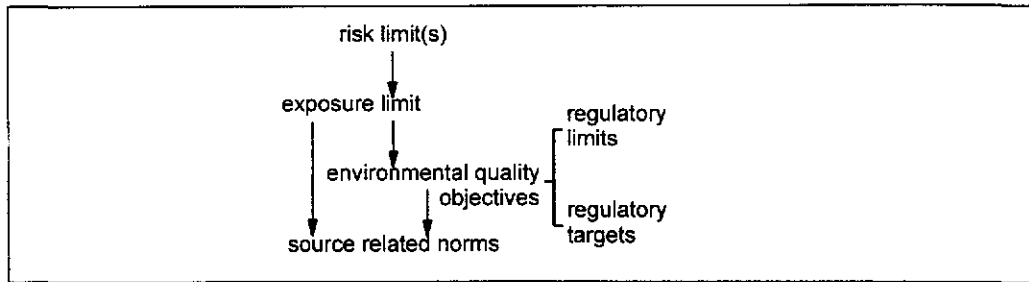 risk limit(s)
exposure limit
regulatory
limits
environmental quality
objectives
regulatory
targets
source related norms